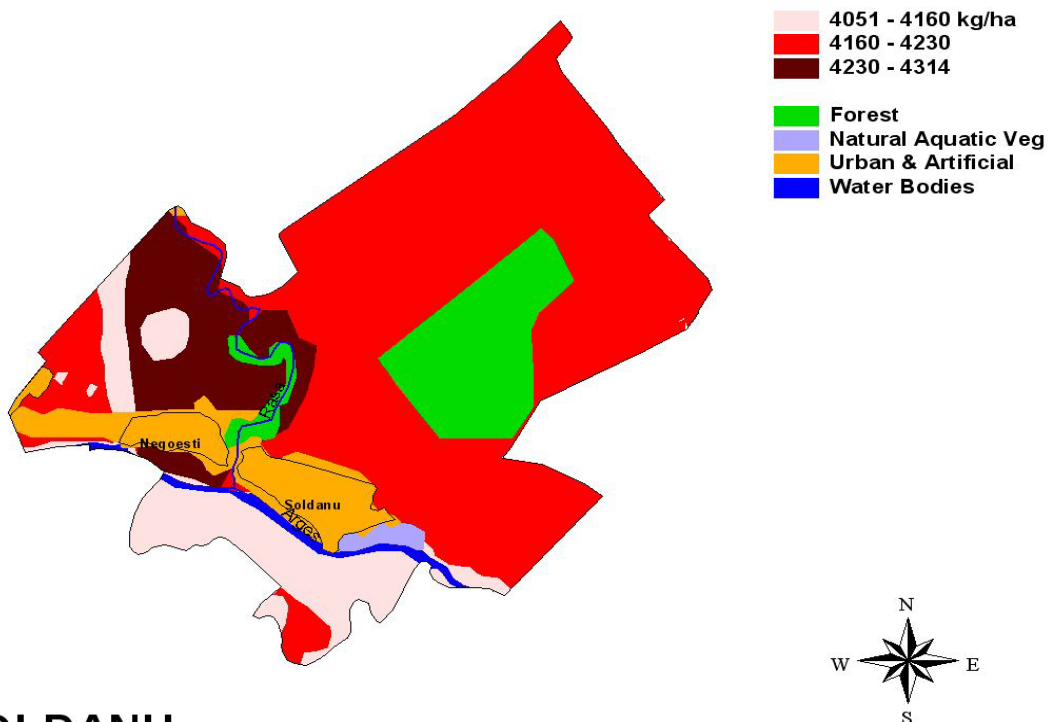 4051 - 4160 kg/ha
4160 - 4230
4230 - 4314
Forest
Natural Aquatic Veg
Urban & Artificial
Water Bodies
Rasa
Negoesti
Soldanu
Arges
N
W
E
S